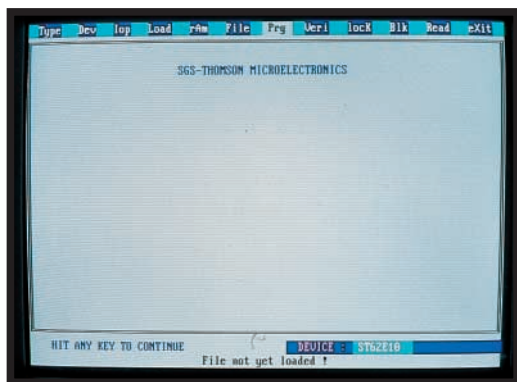 Type Dev Iop Load rAm File Prg Veri locK Blk Read eXit
SGS-THOMSON MICROELECTRONICS
HIT ANY KEY TO CONTINUE
DEVICE : ST62E10
File not yet loaded !